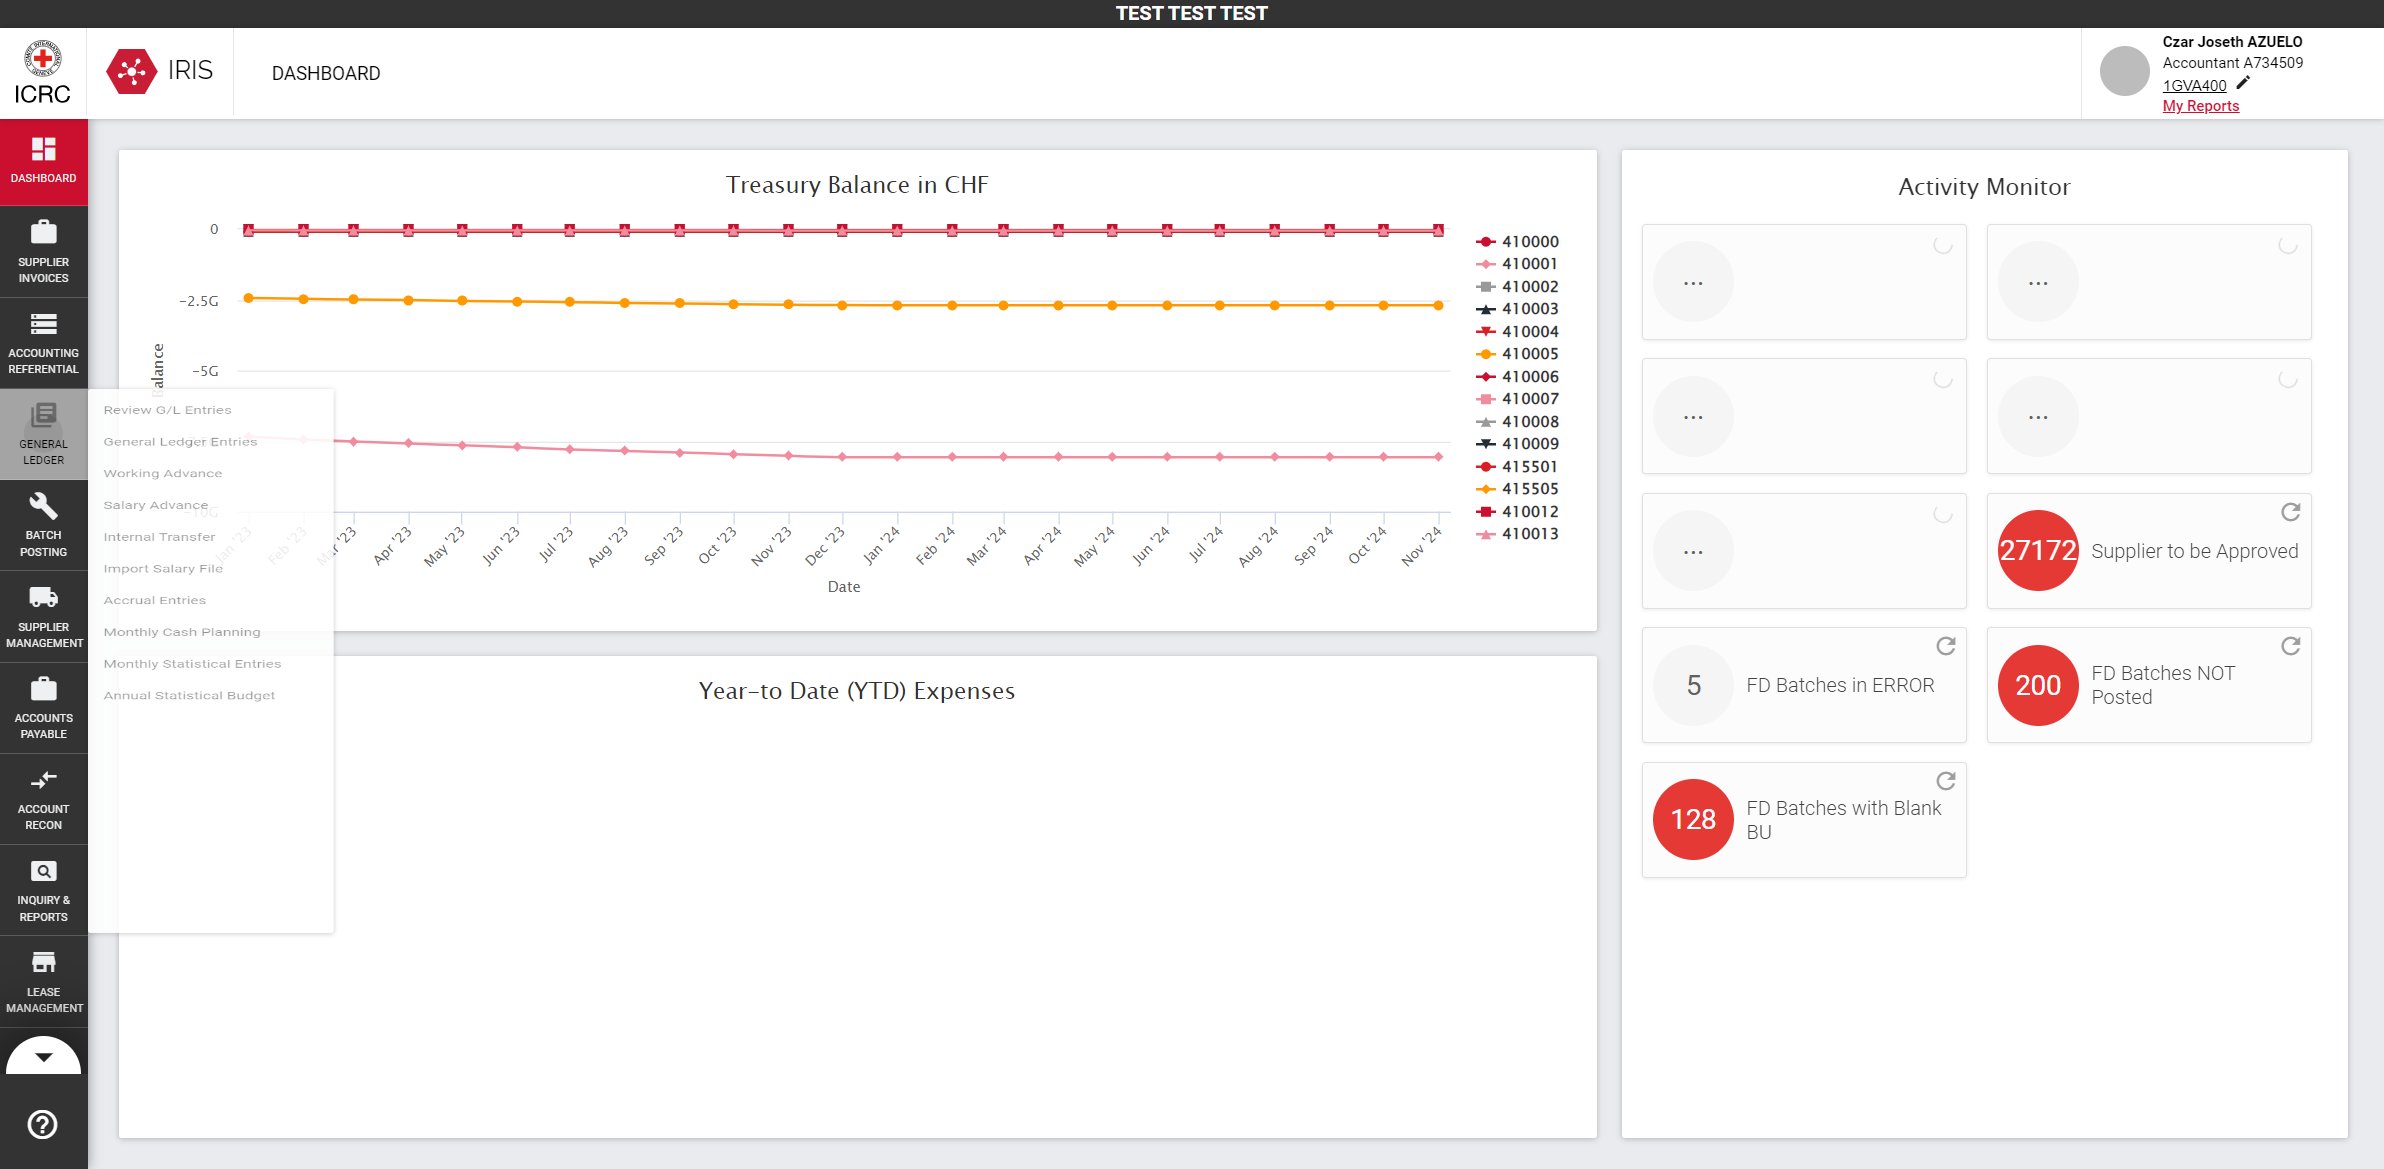 TEST TEST TEST
COMITE INTERNATIONAL GENEVE
ICRC
IRIS
DASHBOARD
Czar Joseth AZUELO
Accountant A734509
1GVA400
My Reports
DASHBOARD
SUPPLIER
INVOICES
ACCOUNTING
REFERENTIAL
GENERAL
LEDGER
BATCH
POSTING
SUPPLIER
MANAGEMENT
ACCOUNTS
PAYABLE
ACCOUNT
RECON
INQUIRY &
REPORTS
LEASE
MANAGEMENT
Review G/L Entries
General Ledger Entries
Working Advance
Salary Advance
Internal Transfer
Import Salary File
Accrual Entries
Monthly Cash Planning
Monthly Statistical Entries
Annual Statistical Budget
Treasury Balance in CHF
Balance
0
-2.5G
-5G
-10G
Jan '23
Feb '23
Mar '23
Apr '23
May '23
Jun '23
Jul '23
Aug '23
Sep '23
Oct '23
Nov '23
Dec '23
Jan '24
Feb '24
Mar '24
Apr '24
May '24
Jun '24
Jul '24
Aug '24
Sep '24
Oct '24
Nov '24
Date
410000
410001
410002
410003
410004
410005
410006
410007
410008
410009
415501
415505
410012
410013
Year-to Date (YTD) Expenses
Activity Monitor
...
...
...
...
...
27172 Supplier to be Approved
5 FD Batches in ERROR
200 FD Batches NOT
Posted
128 FD Batches with Blank
BU